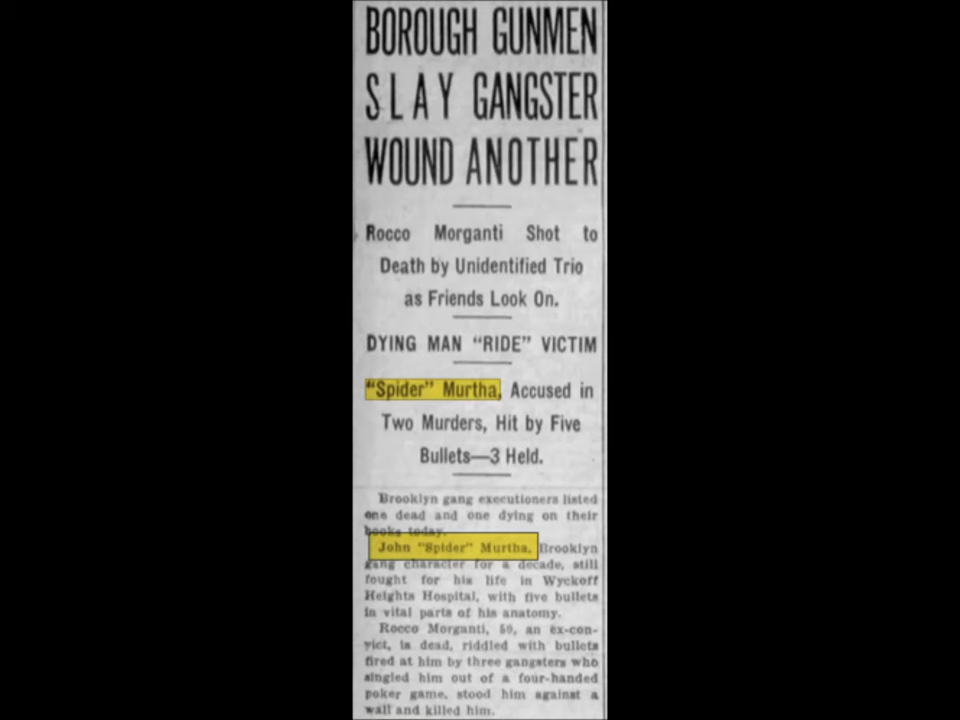 BOROUGH GUNMEN
SLAY GANGSTER
WOUND ANOTHER
Rocco Morganti Shot to
Death by Unidentified Trio
as Friends Look On.
DYING MAN "RIDE" VICTIM
"Spider" Murtha, Accused in
Two Murders, Hit by Five
Bullets—3 Held.
Brooklyn gang executioners listed
one dead and one dying on their
books today.
John "Spider" Murtha, Brooklyn
gang character for a decade, still
fought for his life in Wyckoff
Heights Hospital, with five bullets
in vital parts of his anatomy.
Rocco Morganti, 50, an ex-con-
vict, is dead, riddled with bullets
fired at him by three gangsters who
singled him out of a four-handed
poker game, stood him against a
wall and killed him.